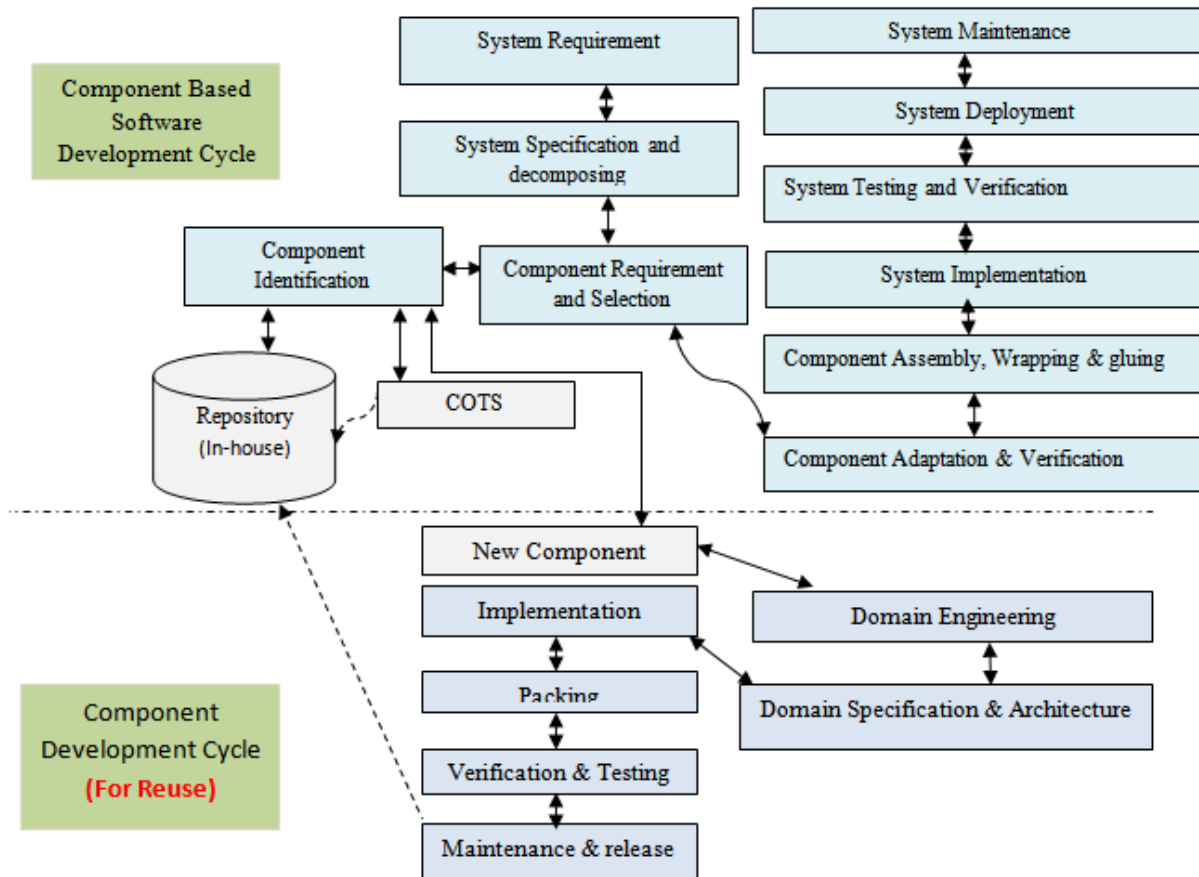 System Requirement
System Maintenance
Component Based
Software
Development Cycle
System Deployment
System Specification and
decomposing
System Testing and Verification
Component
Identification
Component Requirement
and Selection
System Implementation
Component Assembly, Wrapping & gluing
Repository
(In-house)
COTS
Component Adaptation & Verification
New Component
Implementation
Domain Engineering
Packing
Domain Specification & Architecture
Component
Development Cycle
(For Reuse)
Verification & Testing
Maintenance & release